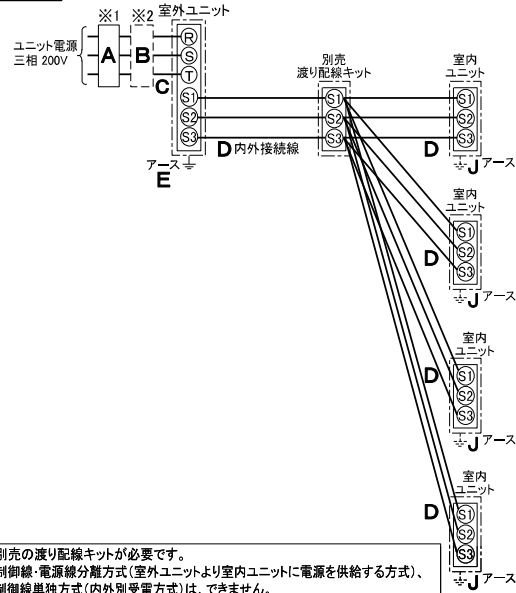 ※1 ※2 室外ユニット
ユニット電源
三相 200V
A
B
C
R
S
T
S1
S2
S3
アース
E
D 内外接続線
別売
渡り配線キット
S1
S2
S3
室内
ユニット
S1
S2
S3
D
J アース
室内
ユニット
S1
S2
S3
D
J アース
室内
ユニット
S1
S2
S3
D
J アース
室内
ユニット
S1
S2
S3
D
J アース
別売の渡り配線キットが必要です。
制御線・電源線分離方式(室外ユニットより室内ユニットに電源を供給する方式)、
制御線単独方式(内外別受電方式)は、できません。